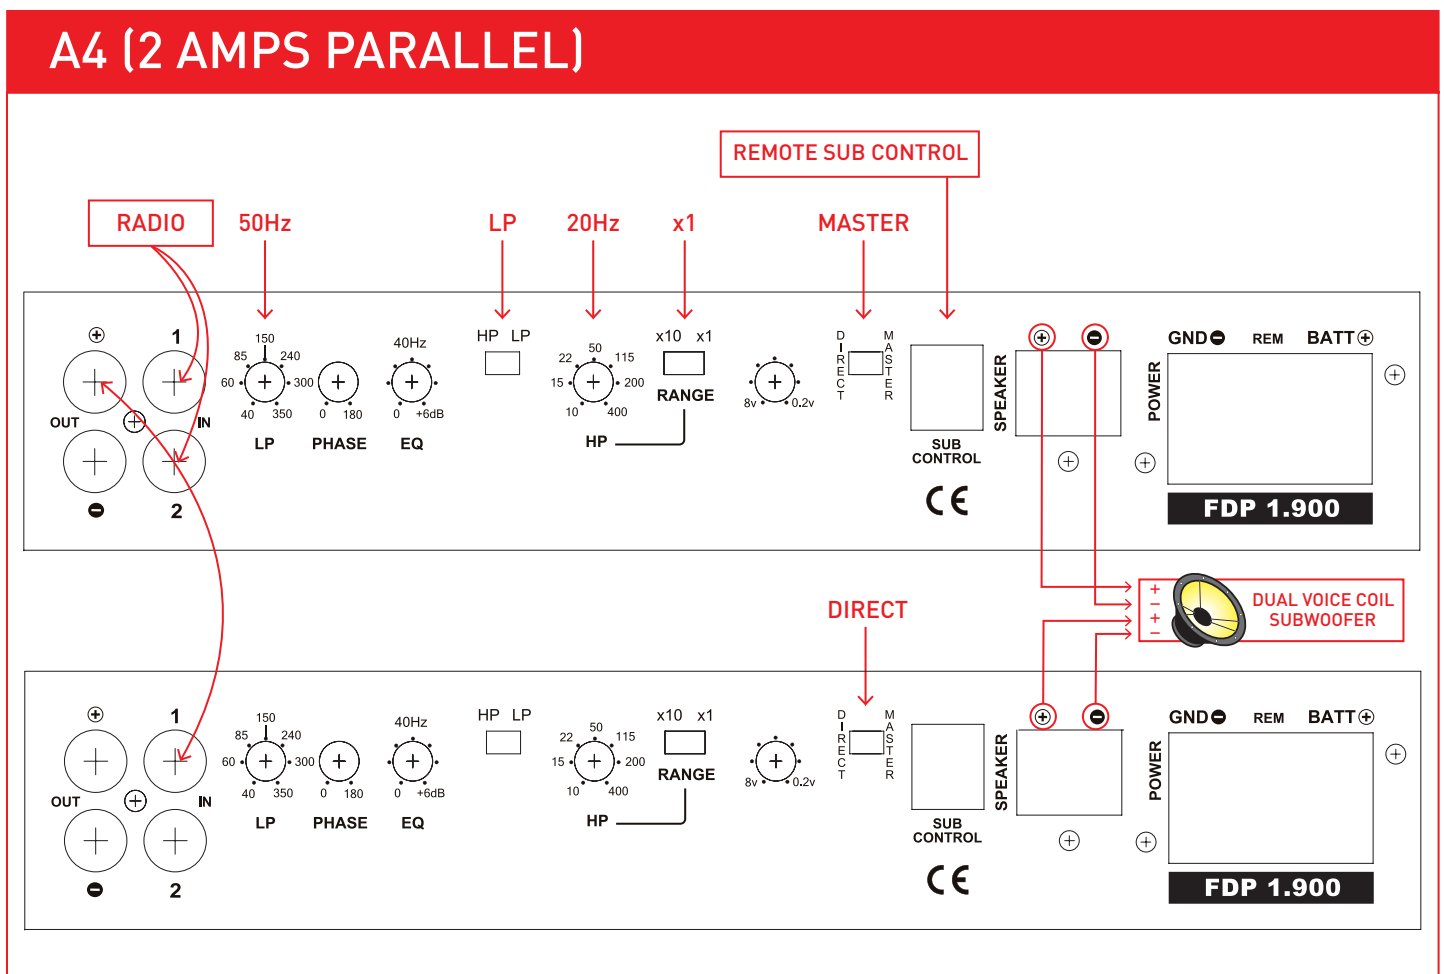 A4 (2 AMPS PARALLEL)
REMOTE SUB CONTROL
RADIO 50Hz LP 20Hz x1 MASTER
⊕ 1 150 85 240 60 300 40 350 LP
0 180 PHASE
40Hz 0 +6dB EQ
HP LP
50 22 115 15 200 10 400 HP
x10 x1 RANGE
8v 0.2v
DIRECT MASTER
SUB CONTROL
SPEAKER ⊕ ⊖
POWER GND ⊖ REM BATT ⊕
OUT IN
⊖ 2
CE
FDP 1.900
+
−
+
−
DUAL VOICE COIL
SUBWOOFER
DIRECT
⊕ 1 150 85 240 60 300 40 350 LP
0 180 PHASE
40Hz 0 +6dB EQ
HP LP
50 22 115 15 200 10 400 HP
x10 x1 RANGE
8v 0.2v
DIRECT MASTER
SUB CONTROL
SPEAKER ⊕ ⊖
POWER GND ⊖ REM BATT ⊕
OUT IN
⊖ 2
CE
FDP 1.900